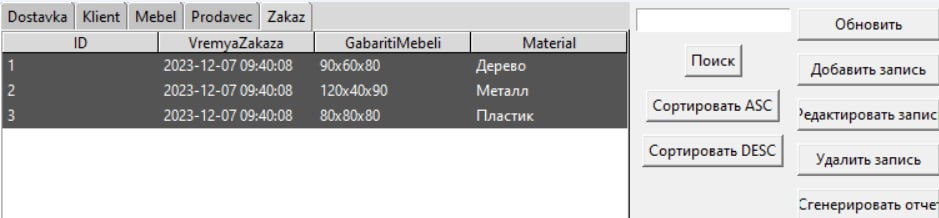 Dostavka Klient Mebel Prodavec Zakaz
ID VremyaZakaza GabaritiMebeli Material
1 2023-12-07 09:40:08 90x60x80 Дерево
2 2023-12-07 09:40:08 120x40x90 Металл
3 2023-12-07 09:40:08 80x80x80 Пластик
Поиск
Сортировать ASC
Сортировать DESC
Обновить
Добавить запись
Редактировать запис
Удалить запись
Сгенерировать отчет